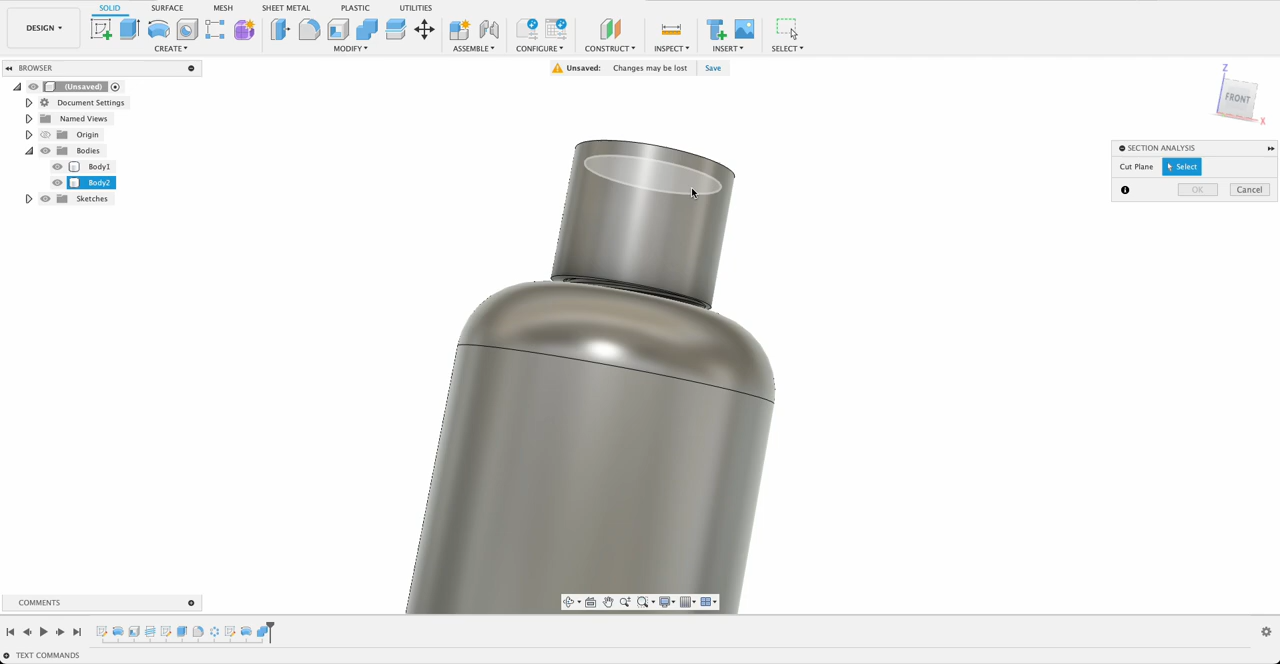 SOLID SURFACE MESH SHEET METAL PLASTIC UTILITIES
DESIGN
CREATE MODIFY ASSEMBLE CONFIGURE CONSTRUCT INSPECT INSERT SELECT
BROWSER
Unsaved: Changes may be lost Save
(Unsaved)
Document Settings
Named Views
Origin
Bodies
Body1
Body2
Sketches
Z
FRONT
X
SECTION ANALYSIS
Cut Plane Select
OK Cancel
COMMENTS
TEXT COMMANDS